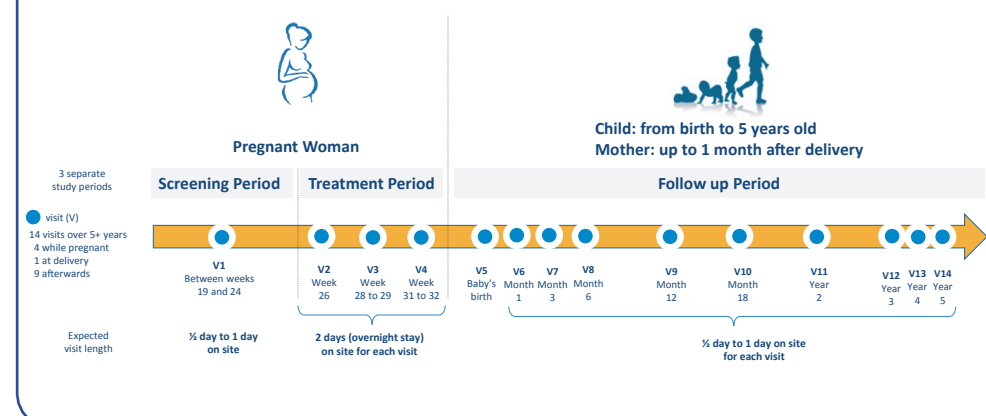 Pregnant Woman
Child: from birth to 5 years old
Mother: up to 1 month after delivery
3 separate
study periods
Screening Period
Treatment Period
Follow up Period
visit (V)
14 visits over 5+ years
4 while pregnant
1 at delivery
9 afterwards
V1
Between weeks
19 and 24
V2
Week
26
V3
Week
28 to 29
V4
Week
31 to 32
V5
Baby's
birth
V6
Month
1
V7
Month
3
V8
Month
6
V9
Month
12
V10
Month
18
V11
Year
2
V12
Year
3
V13
Year
4
V14
Year
5
Expected
visit length
½ day to 1 day
on site
2 days (overnight stay)
on site for each visit
½ day to 1 day on site
for each visit